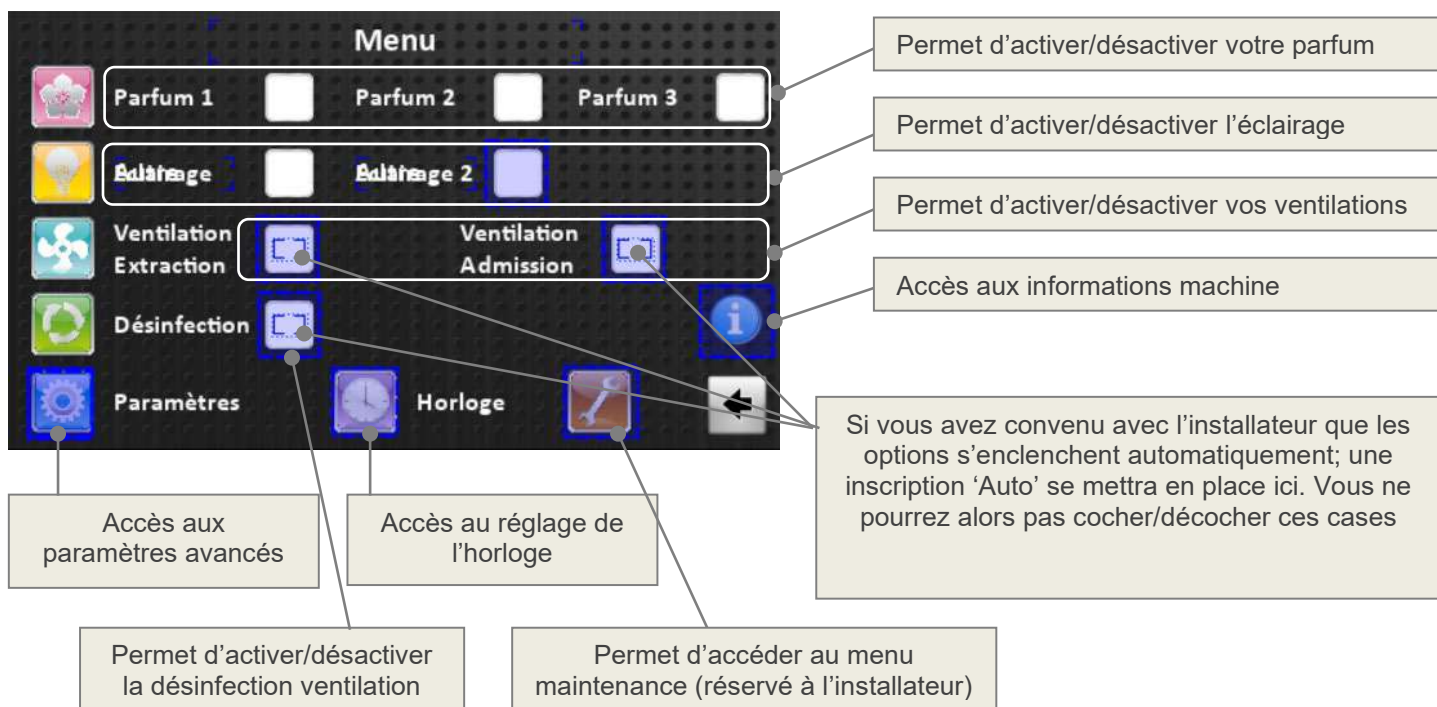 Menu
Permet d'activer/désactiver votre parfum
Parfum 1 Parfum 2 Parfum 3
Permet d'activer/désactiver l'éclairage
2
Permet d'activer/désactiver vos ventilations
Ventilation
Extraction
Ventilation
Admission
Accès aux informations machine
Désinfection
Paramètres Horloge
Si vous avez convenu avec l'installateur que les
options s'enclenchent automatiquement; une
inscription ‘Auto’ se mettra en place ici. Vous ne
pourrez alors pas cocher/décocher ces cases
Accès aux
paramètres avancés
Accès au réglage de
l'horloge
Permet d'activer/désactiver
la désinfection ventilation
Permet d'accéder au menu
maintenance (réservé à l'installateur)